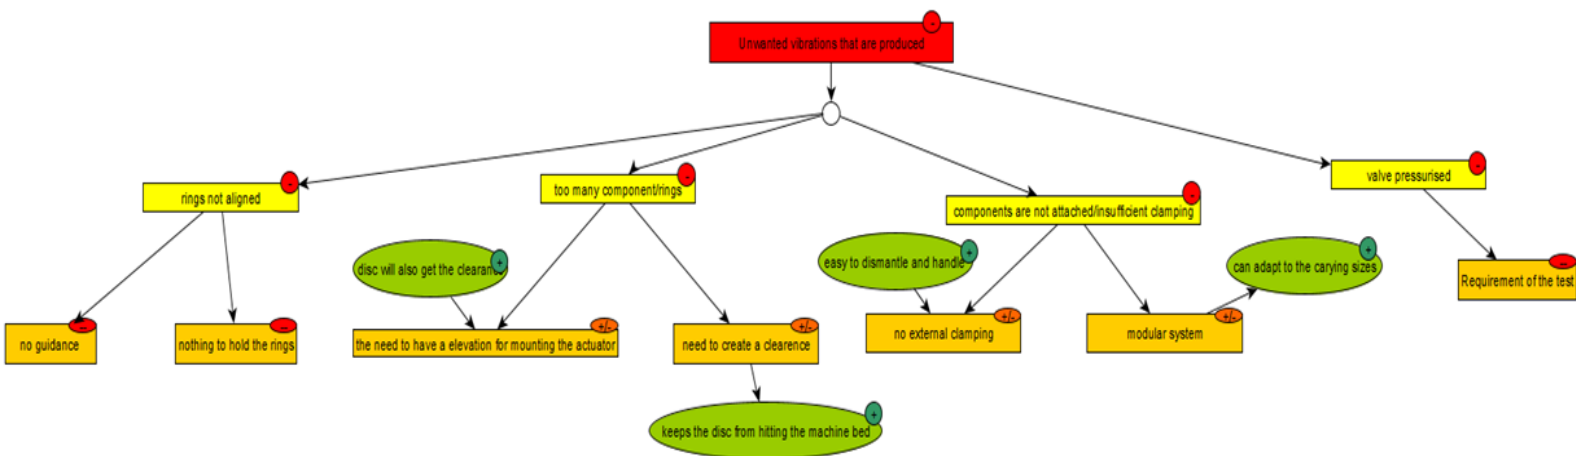 -
Unwanted vibrations that are produced
-
rings not aligned
-
too many component/rings
-
components are not attached/insufficient clamping
-
valve pressurised
+
disc will also get the clearance
+
easy to dismantle and handle
+
can adapt to the carying sizes
--
no guidance
--
nothing to hold the rings
+/-
the need to have a elevation for mounting the actuator
+/-
need to create a clearence
+/-
no external clamping
+/-
modular system
--
Requirement of the test
+
keeps the disc from hitting the machine bed